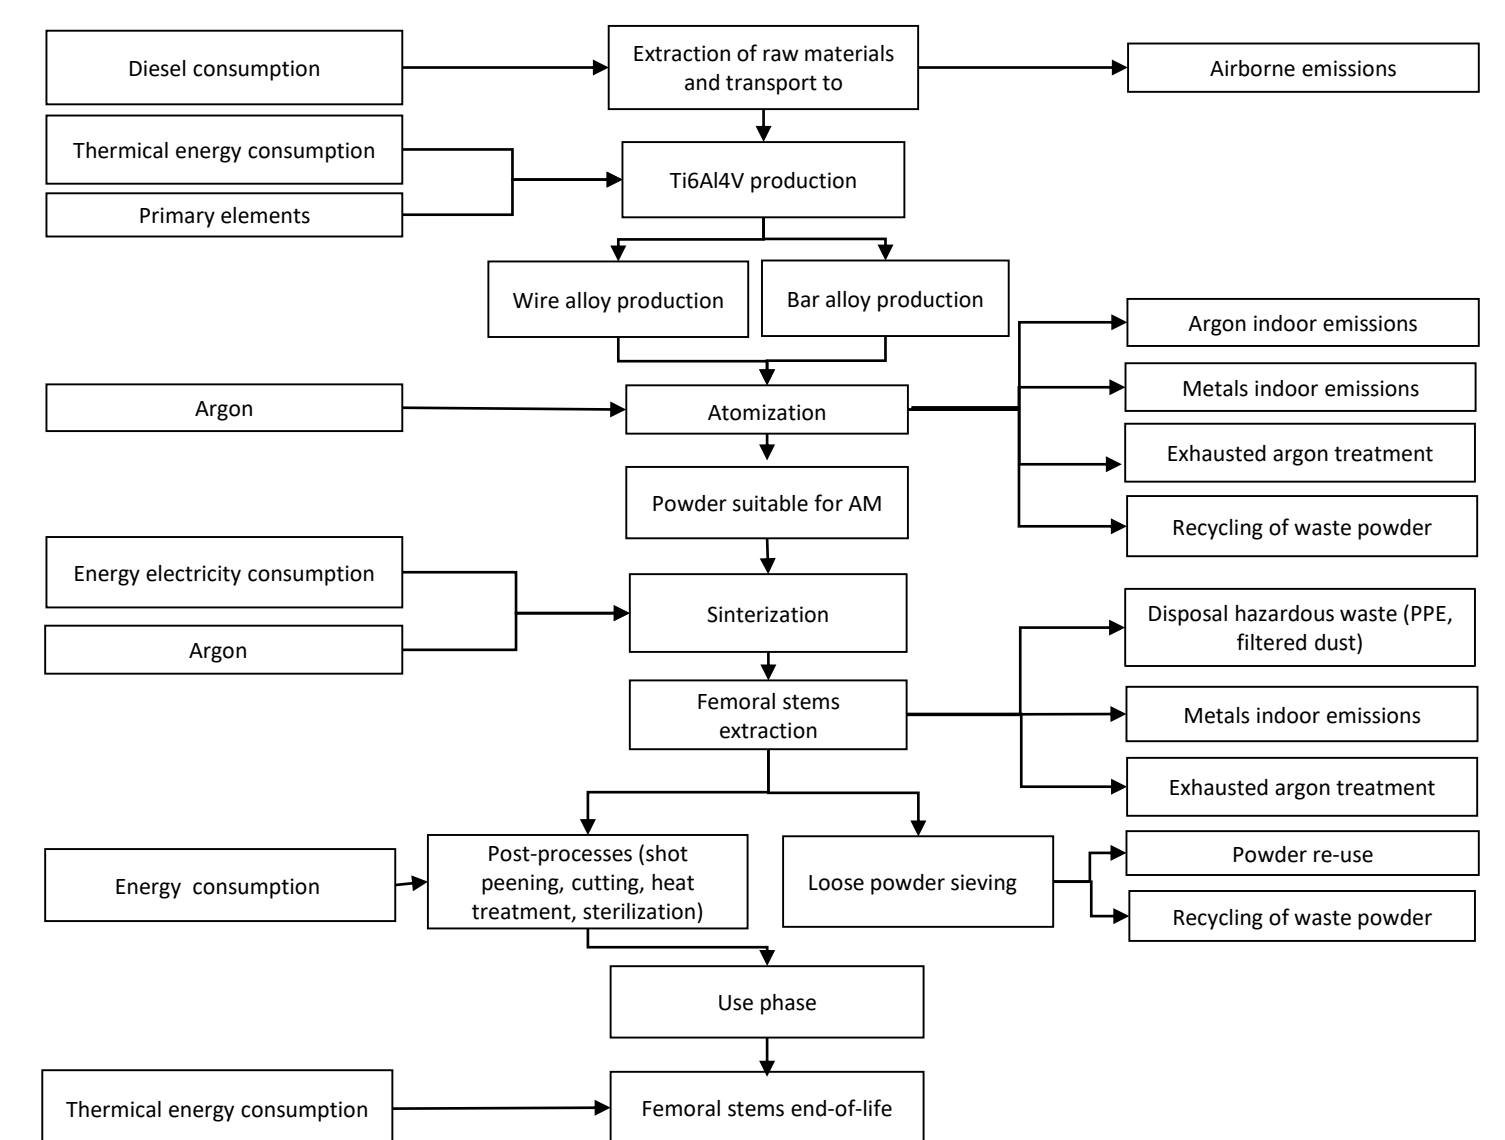 Diesel consumption
Extraction of raw materials
and transport to
Airborne emissions
Thermical energy consumption
Ti6Al4V production
Primary elements
Wire alloy production
Bar alloy production
Argon indoor emissions
Metals indoor emissions
Argon
Atomization
Exhausted argon treatment
Powder suitable for AM
Recycling of waste powder
Energy electricity consumption
Sinterization
Disposal hazardous waste (PPE,
filtered dust)
Argon
Femoral stems
extraction
Metals indoor emissions
Exhausted argon treatment
Energy consumption
Post-processes (shot
peening, cutting, heat
treatment, sterilization)
Loose powder sieving
Powder re-use
Recycling of waste powder
Use phase
Thermical energy consumption
Femoral stems end-of-life